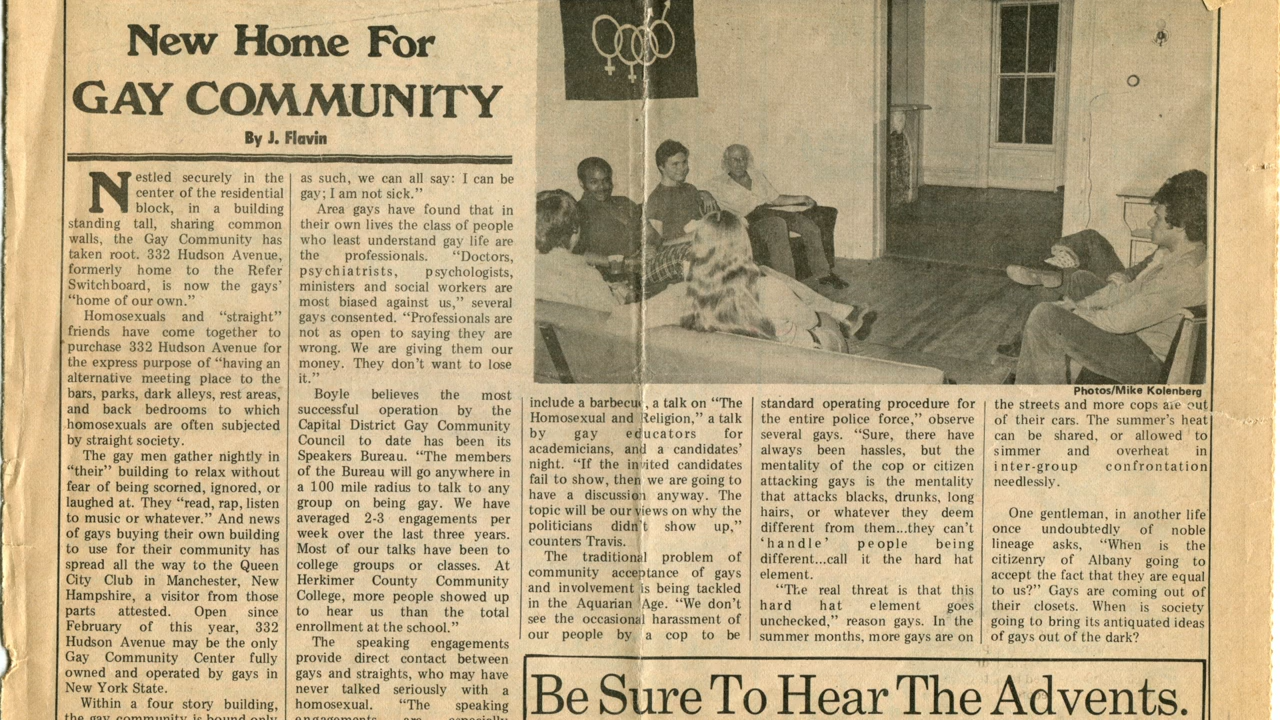 New Home For
GAY COMMUNITY
By J. Flavin
Nestled securely in the
center of the residential
block, in a building
standing tall, sharing common
walls, the Gay Community has
taken root. 332 Hudson Avenue,
formerly home to the Refer
Switchboard, is now the gays'
"home of our own."
Homosexuals and "straight"
friends have come together to
purchase 332 Hudson Avenue for
the express purpose of "having an
alternative meeting place to the
bars, parks, dark alleys, rest areas,
and back bedrooms to which
homosexuals are often subjected
by straight society.
The gay men gather nightly in
"their" building to relax without
fear of being scorned, ignored, or
laughed at. They "read, rap, listen
to music or whatever." And news
of gays buying their own building
to use for their community has
spread all the way to the Queen
City Club in Manchester, New
Hampshire, a visitor from those
parts attested. Open since
February of this year, 332
Hudson Avenue may be the only
Gay Community Center fully
owned and operated by gays in
New York State.
Within a four story building,
the gay community is bound only
as such, we can all say: I can be
gay; I am not sick."
Area gays have found that in
their own lives the class of people
who least understand gay life are
the professionals. "Doctors,
psychiatrists, psychologists,
ministers and social workers are
most biased against us," several
gays consented. "Professionals are
not as open to saying they are
wrong. We are giving them our
money. They don't want to lose
it."
Boyle believes the most
successful operation by the
Capital District Gay Community
Council to date has been its
Speakers Bureau. "The members
of the Bureau will go anywhere in
a 100 mile radius to talk to any
group on being gay. We have
averaged 2-3 engagements per
week over the last three years.
Most of our talks have been to
college groups or classes. At
Herkimer County Community
College, more people showed up
to hear us than the total
enrollment at the school."
The speaking engagements
provide direct contact between
gays and straights, who may have
never talked seriously with a
homosexual. "The speaking
engagements are especially
Photos/Mike Kolenberg
include a barbecue, a talk on "The
Homosexual and Religion," a talk
by gay educators for
academicians, and a candidates'
night. "If the invited candidates
fail to show, then we are going to
have a discussion anyway. The
topic will be our views on why the
politicians didn't show up,"
counters Travis.
The traditional problem of
community acceptance of gays
and involvement is being tackled
in the Aquarian Age. "We don't
see the occasional harassment of
our people by a cop to be
standard operating procedure for
the entire police force," observe
several gays. "Sure, there have
always been hassles, but the
mentality of the cop or citizen
attacking gays is the mentality
that attacks blacks, drunks, long
hairs, or whatever they deem
different from them...they can't
'handle' people being
different...call it the hard hat
element.
"The real threat is that this
hard hat element goes
unchecked," reason gays. In the
summer months, more gays are on
the streets and more cops are out
of their cars. The summer's heat
can be shared, or allowed to
simmer and overheat in
inter-group confrontation
needlessly.
One gentleman, in another life
once undoubtedly of noble
lineage asks, "When is the
citizenry of Albany going to
accept the fact that they are equal
to us?" Gays are coming out of
their closets. When is society
going to bring its antiquated ideas
of gays out of the dark?
Be Sure To Hear The Advents.